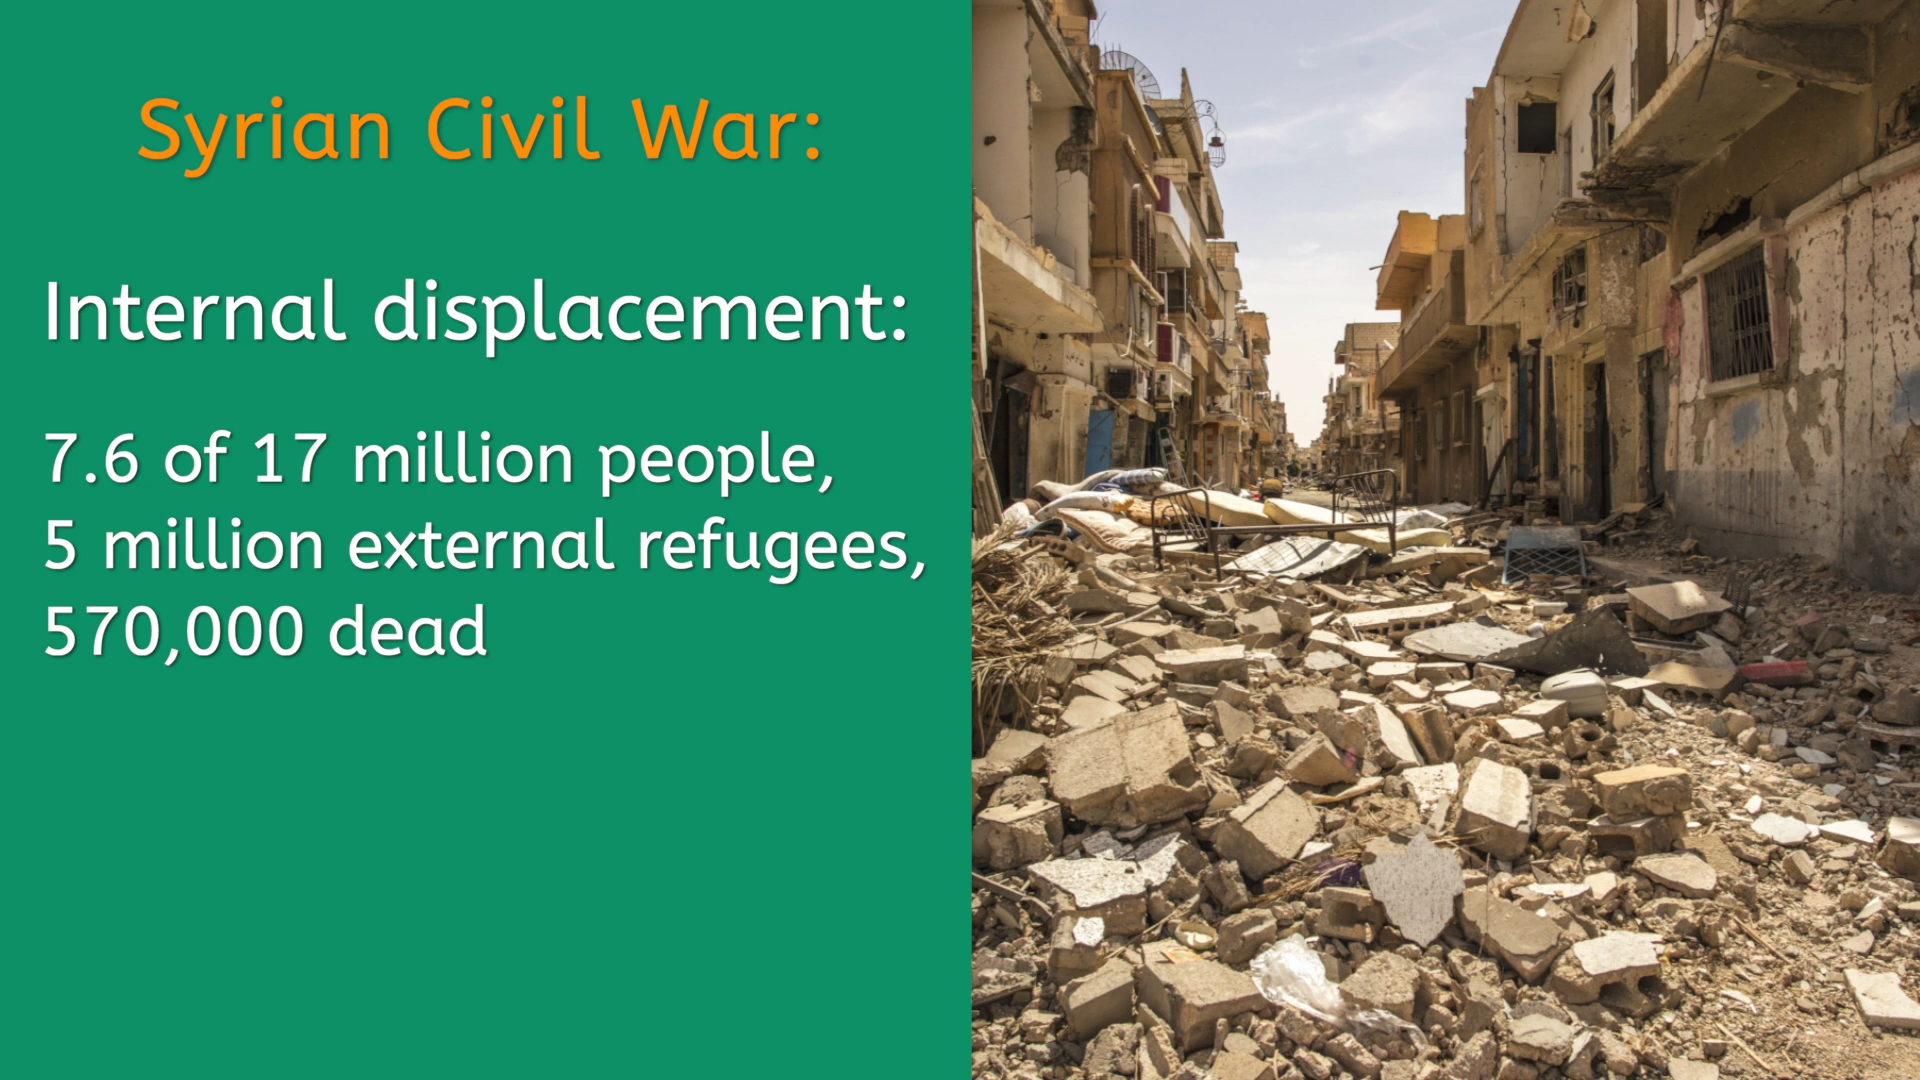 Syrian Civil War:
Internal displacement:
7.6 of 17 million people,
5 million external refugees,
570,000 dead